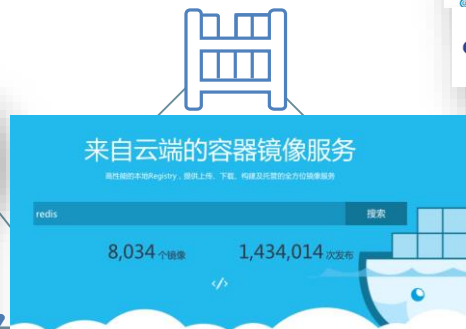 来自云端的容器镜像服务
高性能的本地Registry，提供上传、下载、构建及托管的全方位镜像服务
redis 搜索
8,034 个镜像 1,434,014 次发布
</>